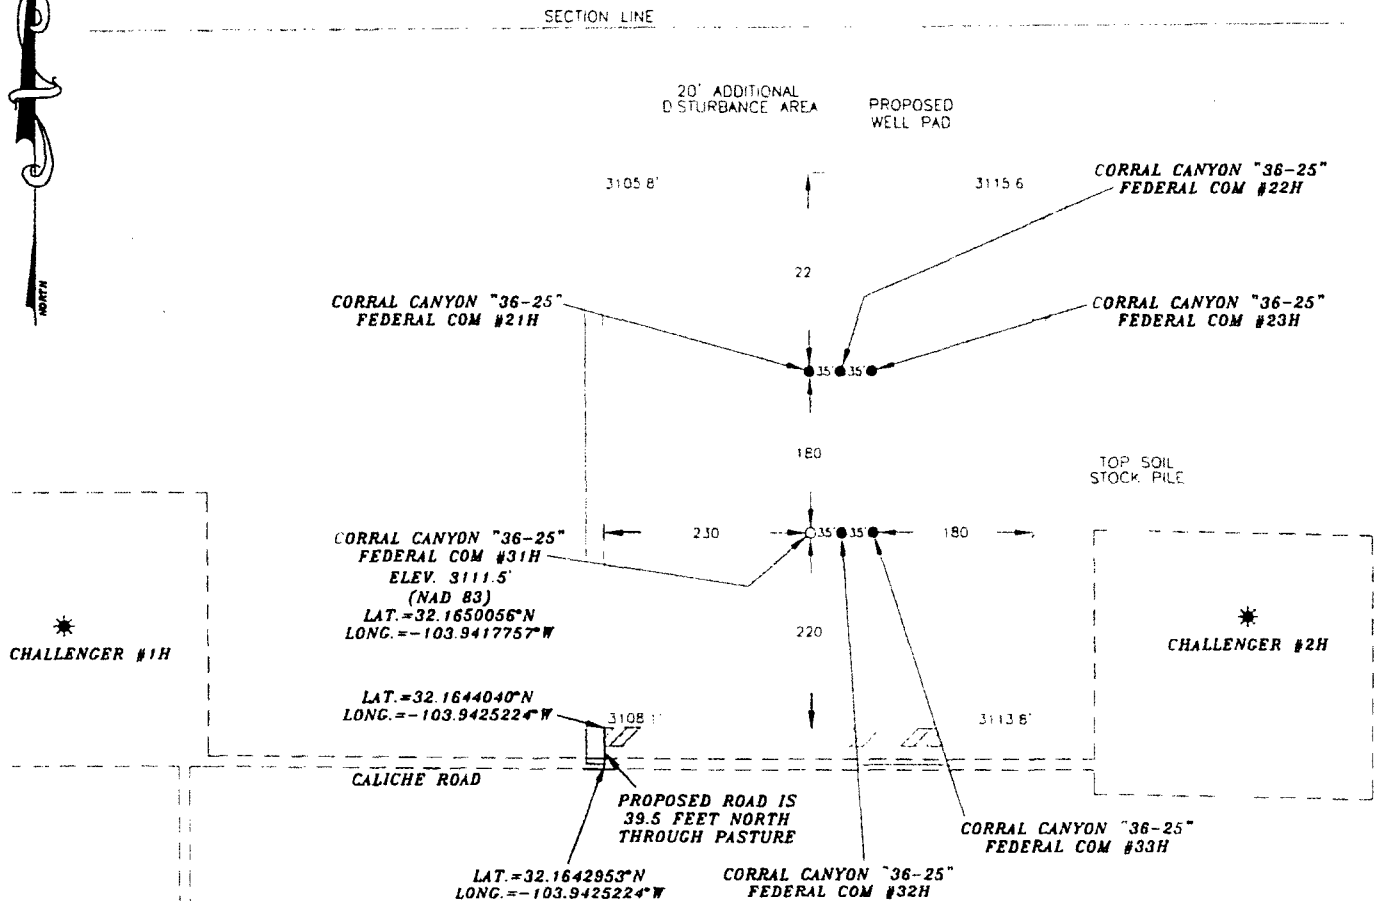 SECTION LINE
20' ADDITIONAL
D STURBANCE AREA
PROPOSED
WELL PAD
3105 8'
3115 6
CORRAL CANYON "36-25"
FEDERAL COM #22H
NORTH
22
CORRAL CANYON "36-25"
FEDERAL COM #21H
CORRAL CANYON "36-25"
FEDERAL COM #23H
35' 35'
180
TOP SOIL
STOCK PILE
230
35' 35'
180
CORRAL CANYON "36-25"
FEDERAL COM #31H
ELEV. 3111.5'
(NAD 83)
LAT.=32.1650056°N
LONG.=-103.9417757°W
220
CHALLENGER #1H
CHALLENGER #2H
LAT.=32.1644040°N
LONG.=-103.9425224°W
3108 1'
3113 8'
CALICHE ROAD
PROPOSED ROAD IS
39.5 FEET NORTH
THROUGH PASTURE
CORRAL CANYON "36-25"
FEDERAL COM #33H
LAT.=32.1642953°N
LONG.=-103.9425224°W
CORRAL CANYON "36-25"
FEDERAL COM #32H